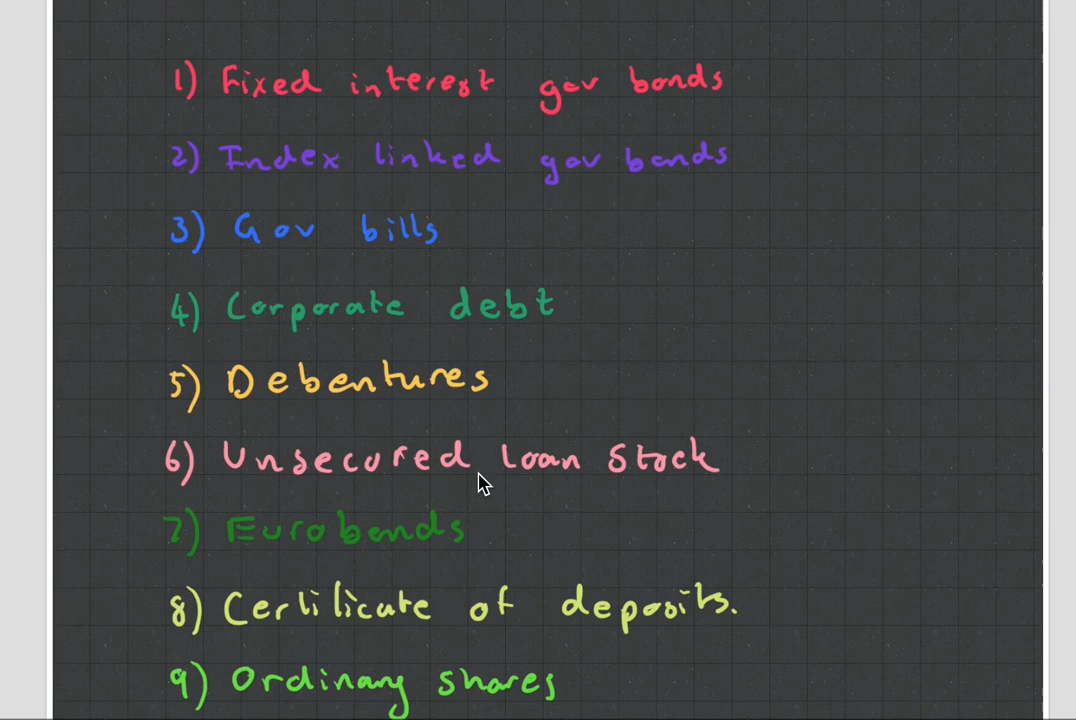 1) Fixed interest gov bonds
2) Index linked gov bonds
3) Gov bills
4) Corporate debt
5) Debentures
6) Unsecured loan stock
7) Eurobonds
8) Certificate of deposits.
9) Ordinary shares